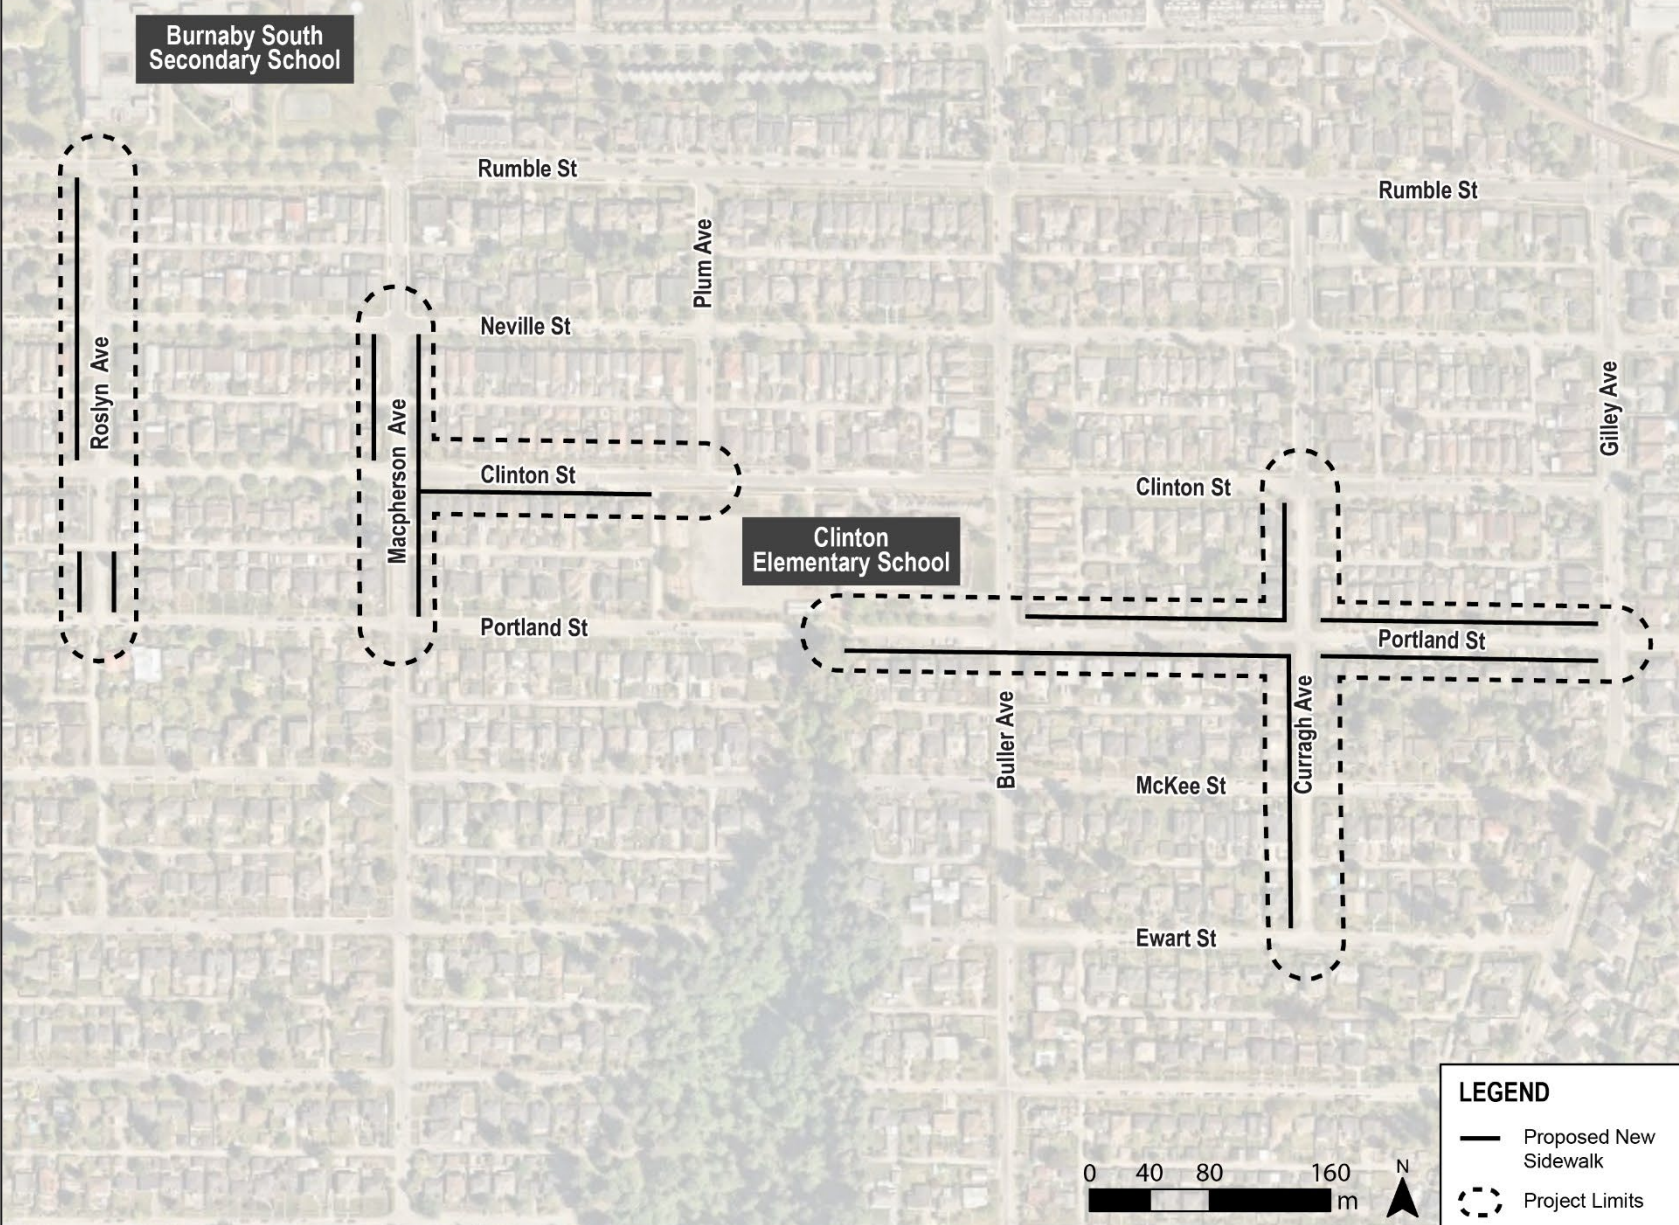 Burnaby South
Secondary School
Rumble St
Rumble St
Plum Ave
Neville St
Roslyn Ave
Gilley Ave
Macpherson Ave
Clinton St
Clinton St
Clinton
Elementary School
Portland St
Portland St
Buller Ave
Curragh Ave
McKee St
Ewart St
LEGEND
Proposed New
Sidewalk
Project Limits
0 40 80 160
m
N